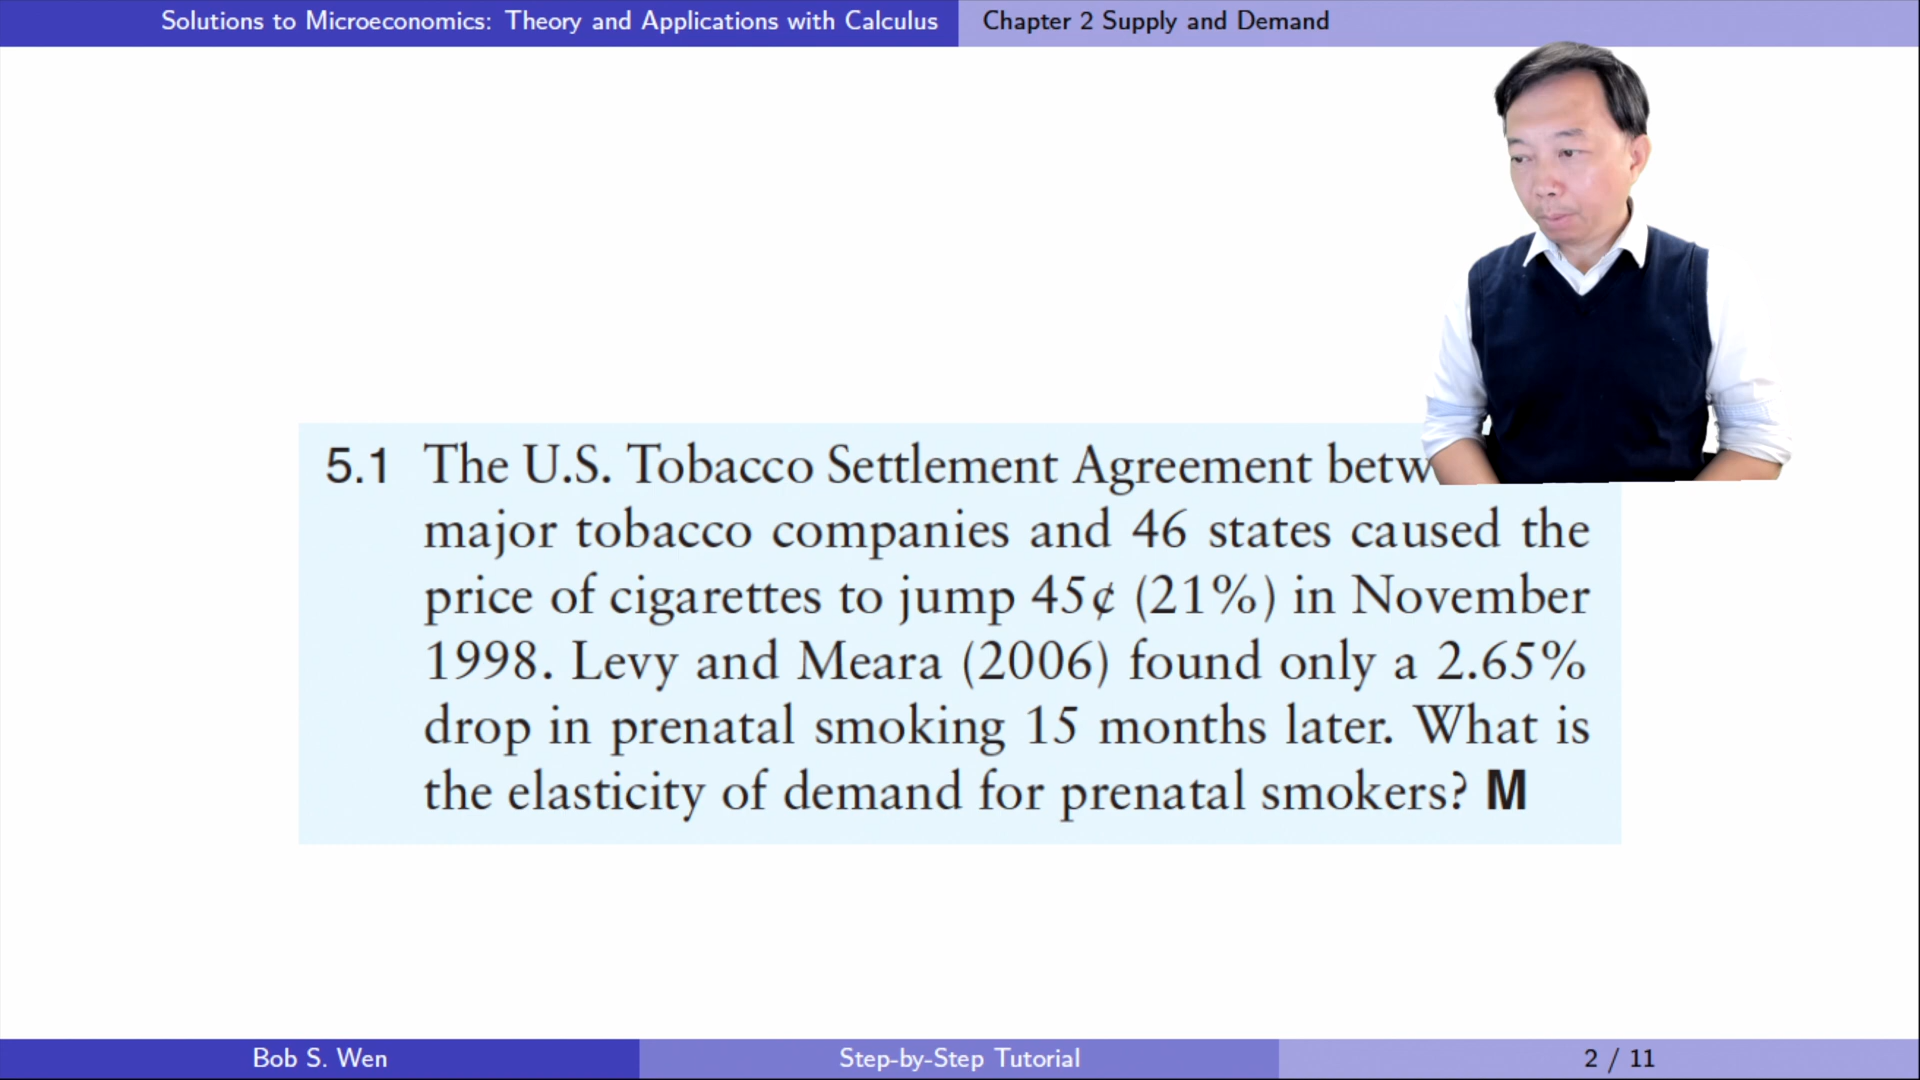 Solutions to Microeconomics: Theory and Applications with Calculus
Chapter 2 Supply and Demand
5.1 The U.S. Tobacco Settlement Agreement
major tobacco companies and 46 states caused the
price of cigarettes to jump 45¢ (21%) in November
1998. Levy and Meara (2006) found only a 2.65%
drop in prenatal smoking 15 months later. What is
the elasticity of demand for prenatal smokers? M
Bob S. Wen
Step-by-Step Tutorial
2 / 11